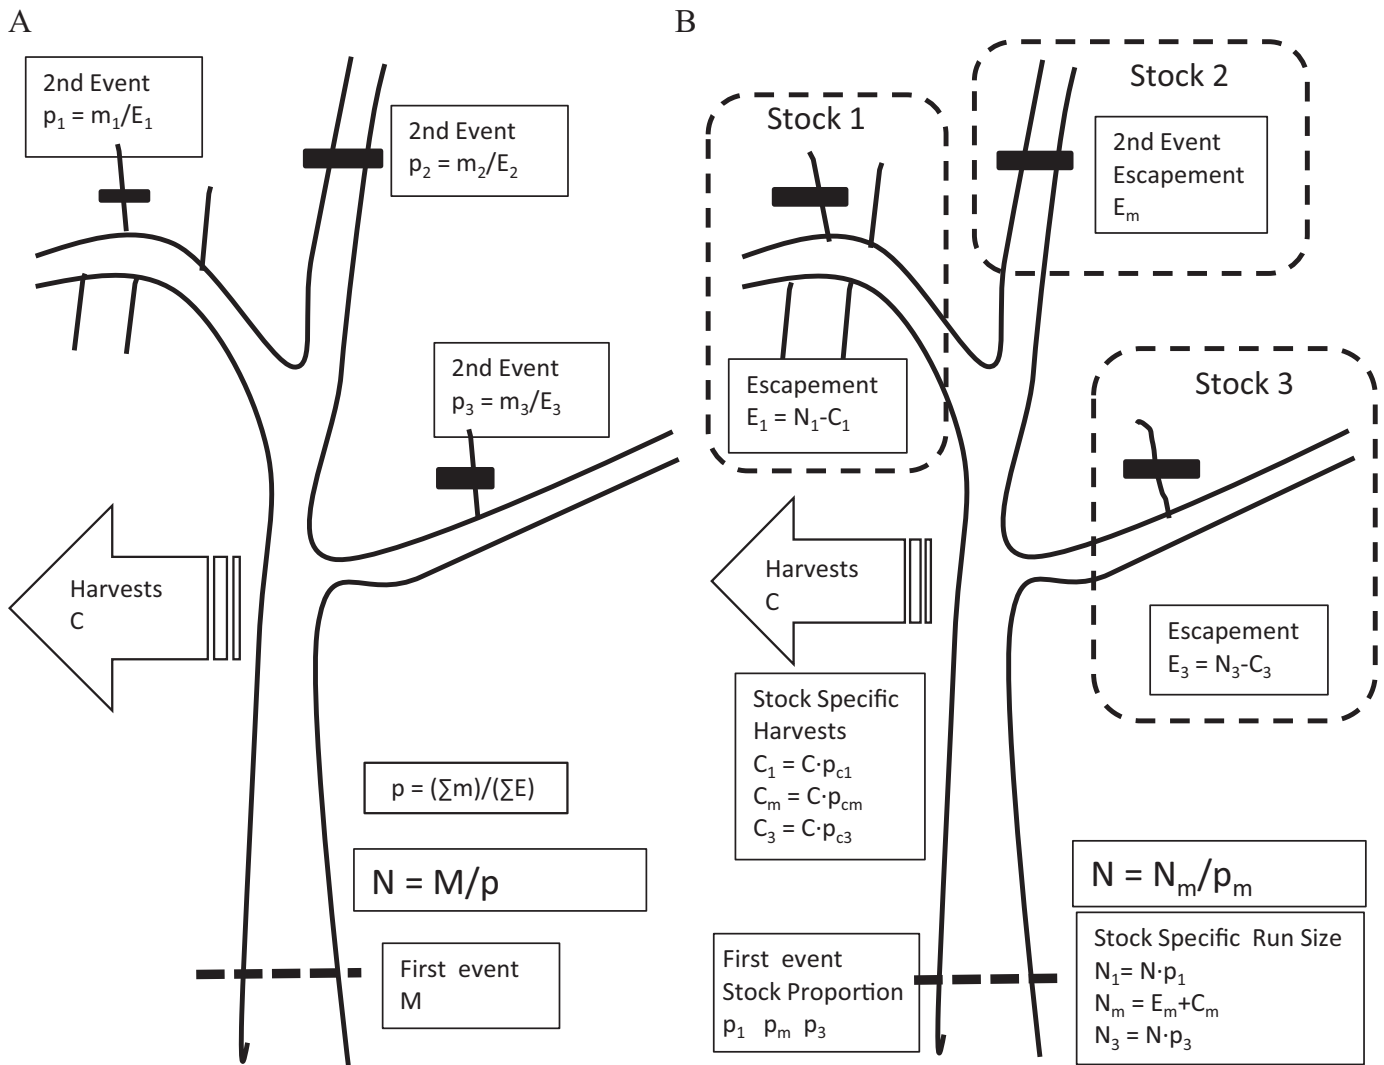 A
2nd Event
p₁ = m₁/E₁
2nd Event
p₂ = m₂/E₂
2nd Event
p₃ = m₃/E₃
Harvests
C
p = (∑m)/(∑E)
N = M/p
First event
M
B
Stock 1
Stock 2
2nd Event
Escapement
Eₘ
Escapement
E₁ = N₁-C₁
Stock 3
Escapement
E₃ = N₃-C₃
Harvests
C
Stock Specific
Harvests
C₁ = C·p_c1
Cₘ = C·p_cm
C₃ = C·p_c3
N = Nₘ/pₘ
First event
Stock Proportion
p₁ pₘ p₃
Stock Specific Run Size
N₁= N·p₁
Nₘ = Eₘ+Cₘ
N₃ = N·p₃